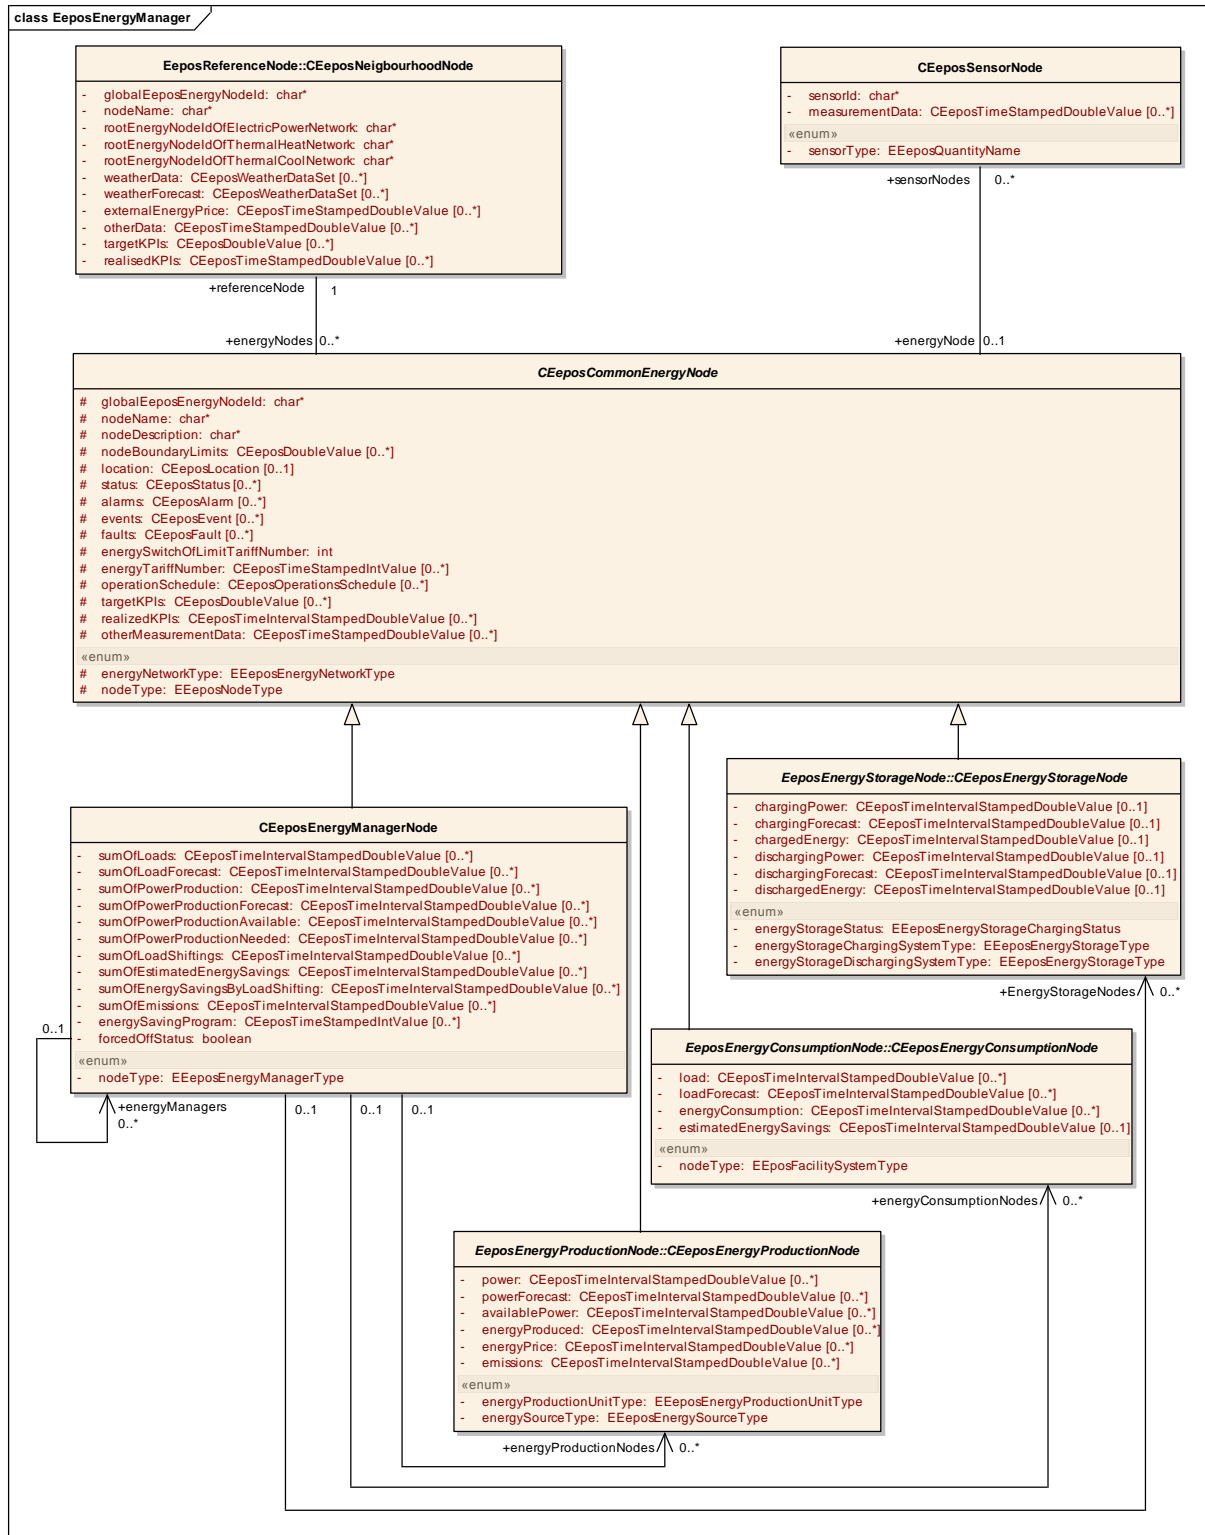 class EeposEnergyManager
EeposReferenceNode::CEeposNeigbourhoodNode
- globalEeposEnergyNodeId: char*
- nodeName: char*
- rootEnergyNodeIdOfElectricPowerNetwork: char*
- rootEnergyNodeIdOfThermalHeatNetwork: char*
- rootEnergyNodeIdOfThermalCoolNetwork: char*
- weatherData: CEeposWeatherDataSet [0..*]
- weatherForecast: CEeposWeatherDataSet [0..*]
- externalEnergyPrice: CEeposTimeStampedDoubleValue [0..*]
- otherData: CEeposTimeStampedDoubleValue [0..*]
- targetKPIs: CEeposDoubleValue [0..*]
- realisedKPIs: CEeposTimeStampedDoubleValue [0..*]
CEeposSensorNode
- sensorId: char*
- measurementData: CEeposTimeStampedDoubleValue [0..*]
«enum»
- sensorType: EEeposQuantityName
+referenceNode 1
+energyNodes 0..*
+sensorNodes 0..*
+energyNode 0..1
CEeposCommonEnergyNode
# globalEeposEnergyNodeId: char*
# nodeName: char*
# nodeDescription: char*
# nodeBoundaryLimits: CEeposDoubleValue [0..*]
# location: CEeposLocation [0..1]
# status: CEeposStatus [0..*]
# alarms: CEeposAlarm [0..*]
# events: CEeposEvent [0..*]
# faults: CEeposFault [0..*]
# energySwitchOfLimitTariffNumber: int
# energyTariffNumber: CEeposTimeStampedIntValue [0..*]
# operationSchedule: CEeposOperationsSchedule [0..*]
# targetKPIs: CEeposDoubleValue [0..*]
# realizedKPIs: CEeposTimeIntervalStampedDoubleValue [0..*]
# otherMeasurementData: CEeposTimeStampedDoubleValue [0..*]
«enum»
# energyNetworkType: EEeposEnergyNetworkType
# nodeType: EEeposNodeType
EeposEnergyStorageNode::CEeposEnergyStorageNode
- chargingPower: CEeposTimeIntervalStampedDoubleValue [0..1]
- chargingForecast: CEeposTimeIntervalStampedDoubleValue [0..1]
- chargedEnergy: CEeposTimeIntervalStampedDoubleValue [0..1]
- dischargingPower: CEeposTimeIntervalStampedDoubleValue [0..1]
- dischargingForecast: CEeposTimeIntervalStampedDoubleValue [0..1]
- dischargedEnergy: CEeposTimeIntervalStampedDoubleValue [0..1]
«enum»
- energyStorageStatus: EEeposEnergyStorageChargingStatus
- energyStorageChargingSystemType: EEeposEnergyStorageType
- energyStorageDischargingSystemType: EEeposEnergyStorageType
+EnergyStorageNodes 0..*
CEeposEnergyManagerNode
- sumOfLoads: CEeposTimeIntervalStampedDoubleValue [0..*]
- sumOfLoadForecast: CEeposTimeIntervalStampedDoubleValue [0..*]
- sumOfPowerProduction: CEeposTimeIntervalStampedDoubleValue [0..*]
- sumOfPowerProductionForecast: CEeposTimeIntervalStampedDoubleValue [0..*]
- sumOfPowerProductionAvailable: CEeposTimeIntervalStampedDoubleValue [0..*]
- sumOfPowerProductionNeeded: CEeposTimeIntervalStampedDoubleValue [0..*]
- sumOfLoadShiftings: CEeposTimeIntervalStampedDoubleValue [0..*]
- sumOfEstimatedEnergySavings: CEeposTimeIntervalStampedDoubleValue [0..*]
- sumOfEnergySavingsByLoadShifting: CEeposTimeIntervalStampedDoubleValue [0..*]
- sumOfEmissions: CEeposTimeIntervalStampedDoubleValue [0..*]
- energySavingProgram: CEeposTimeStampedIntValue [0..*]
- forcedOffStatus: boolean
«enum»
- nodeType: EEeposEnergyManagerType
0..1
+energyManagers
0..*
0..1 0..1 0..1
EeposEnergyConsumptionNode::CEeposEnergyConsumptionNode
- load: CEeposTimeIntervalStampedDoubleValue [0..*]
- loadForecast: CEeposTimeIntervalStampedDoubleValue [0..*]
- energyConsumption: CEeposTimeIntervalStampedDoubleValue [0..*]
- estimatedEnergySavings: CEeposTimeIntervalStampedDoubleValue [0..1]
«enum»
- nodeType: EEposFacilitySystemType
+energyConsumptionNodes 0..*
EeposEnergyProductionNode::CEeposEnergyProductionNode
- power: CEeposTimeIntervalStampedDoubleValue [0..*]
- powerForecast: CEeposTimeIntervalStampedDoubleValue [0..*]
- availablePower: CEeposTimeIntervalStampedDoubleValue [0..*]
- energyProduced: CEeposTimeIntervalStampedDoubleValue [0..*]
- energyPrice: CEeposTimeIntervalStampedDoubleValue [0..*]
- emissions: CEeposTimeIntervalStampedDoubleValue [0..*]
«enum»
- energyProductionUnitType: EEeposEnergyProductionUnitType
- energySourceType: EEeposEnergySourceType
+energyProductionNodes 0..*